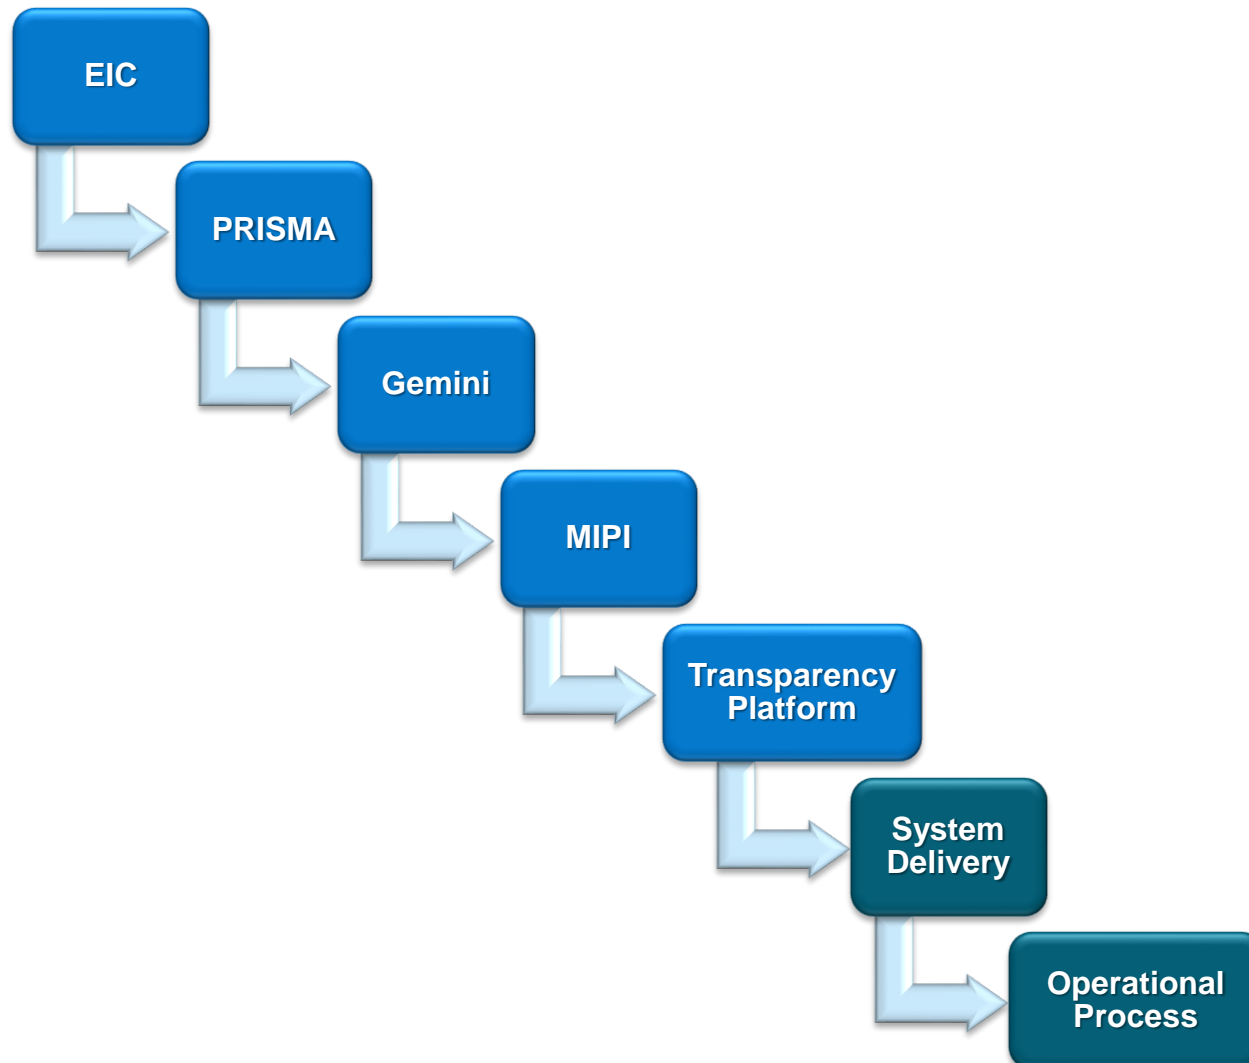 EIC
PRISMA
Gemini
MIPI
Transparency
Platform
System
Delivery
Operational
Process